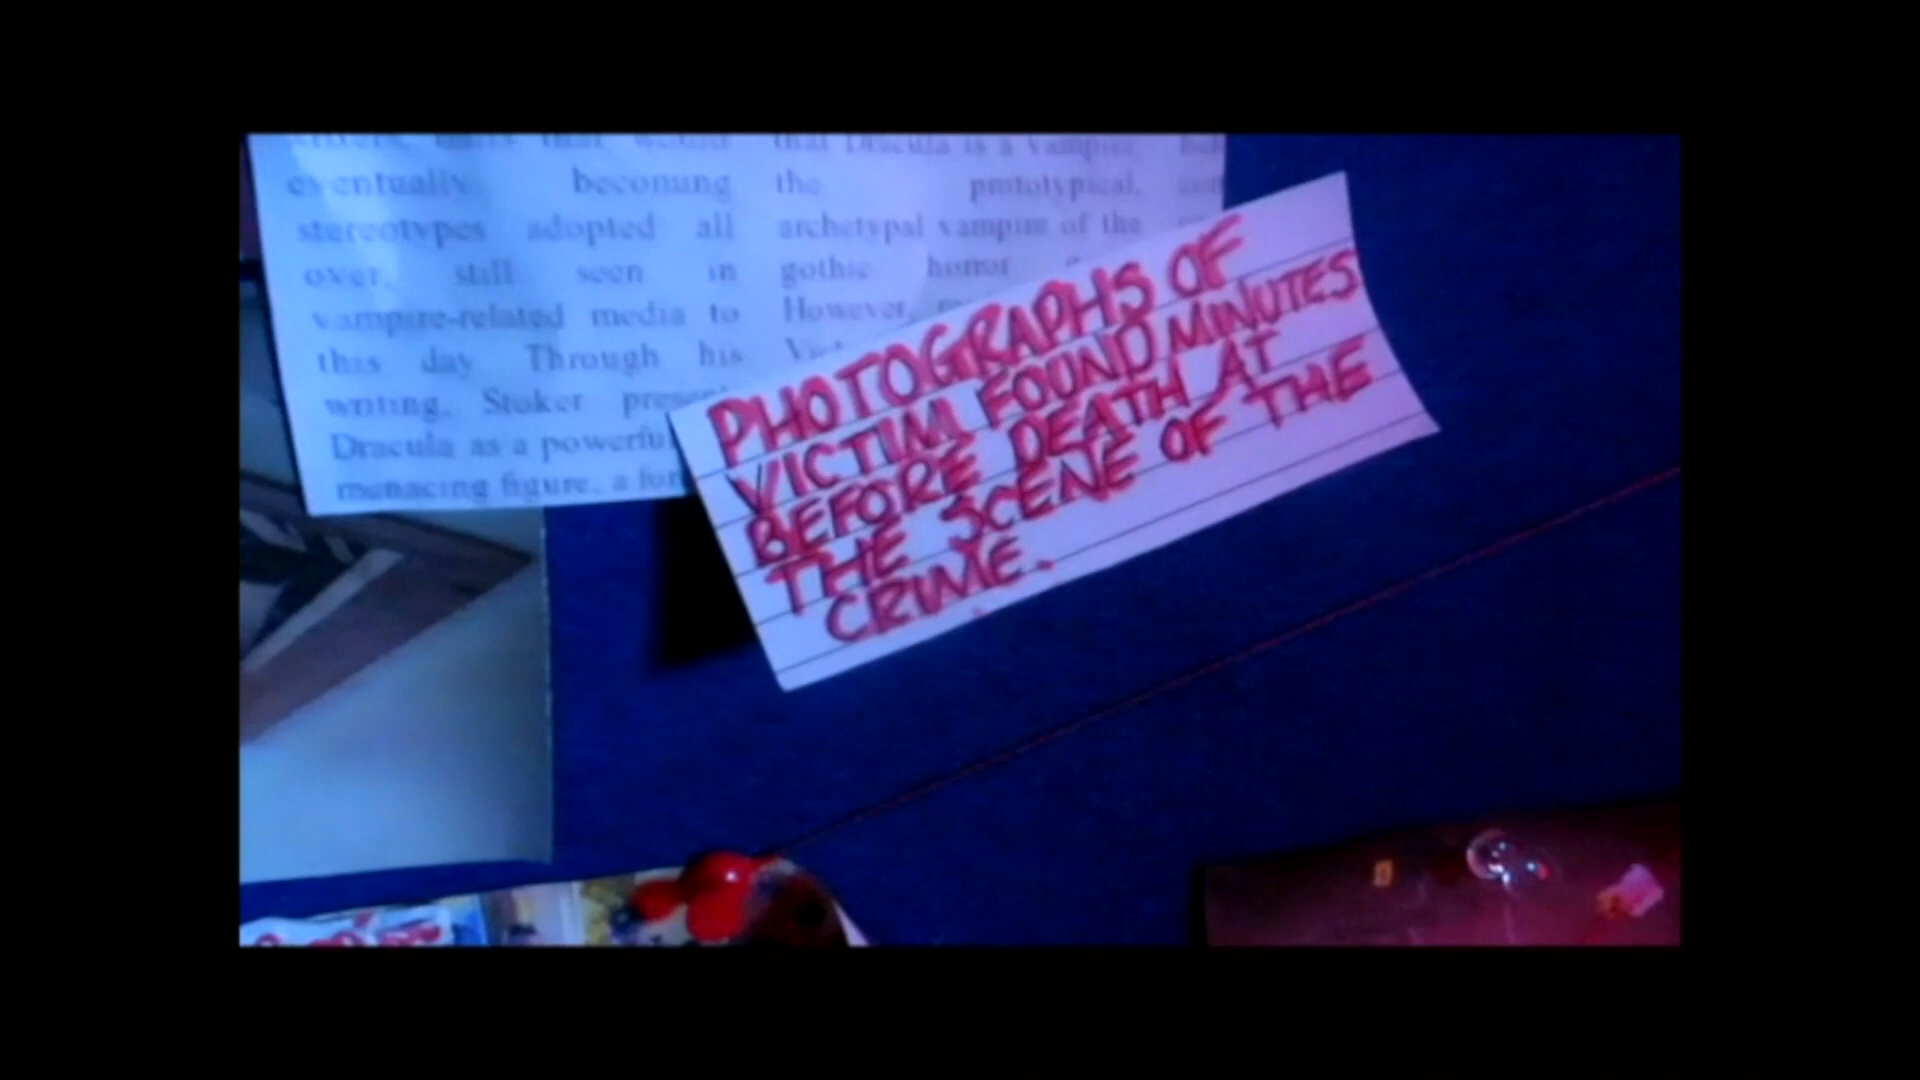 eventually becoming
stereotypes adopted all
over, still seen in
vampire-related media to
this day Through his
writing, Stoker
Dracula as a powerful
menacing figure, a
that Dracula is a vampire
the prototypical,
archetypal vampire of the
gothic horror
However,
PHOTOGRAPHS OF
VICTIM FOUND MINUTES
BEFORE DEATH AT
THE SCENE OF THE
CRIME.